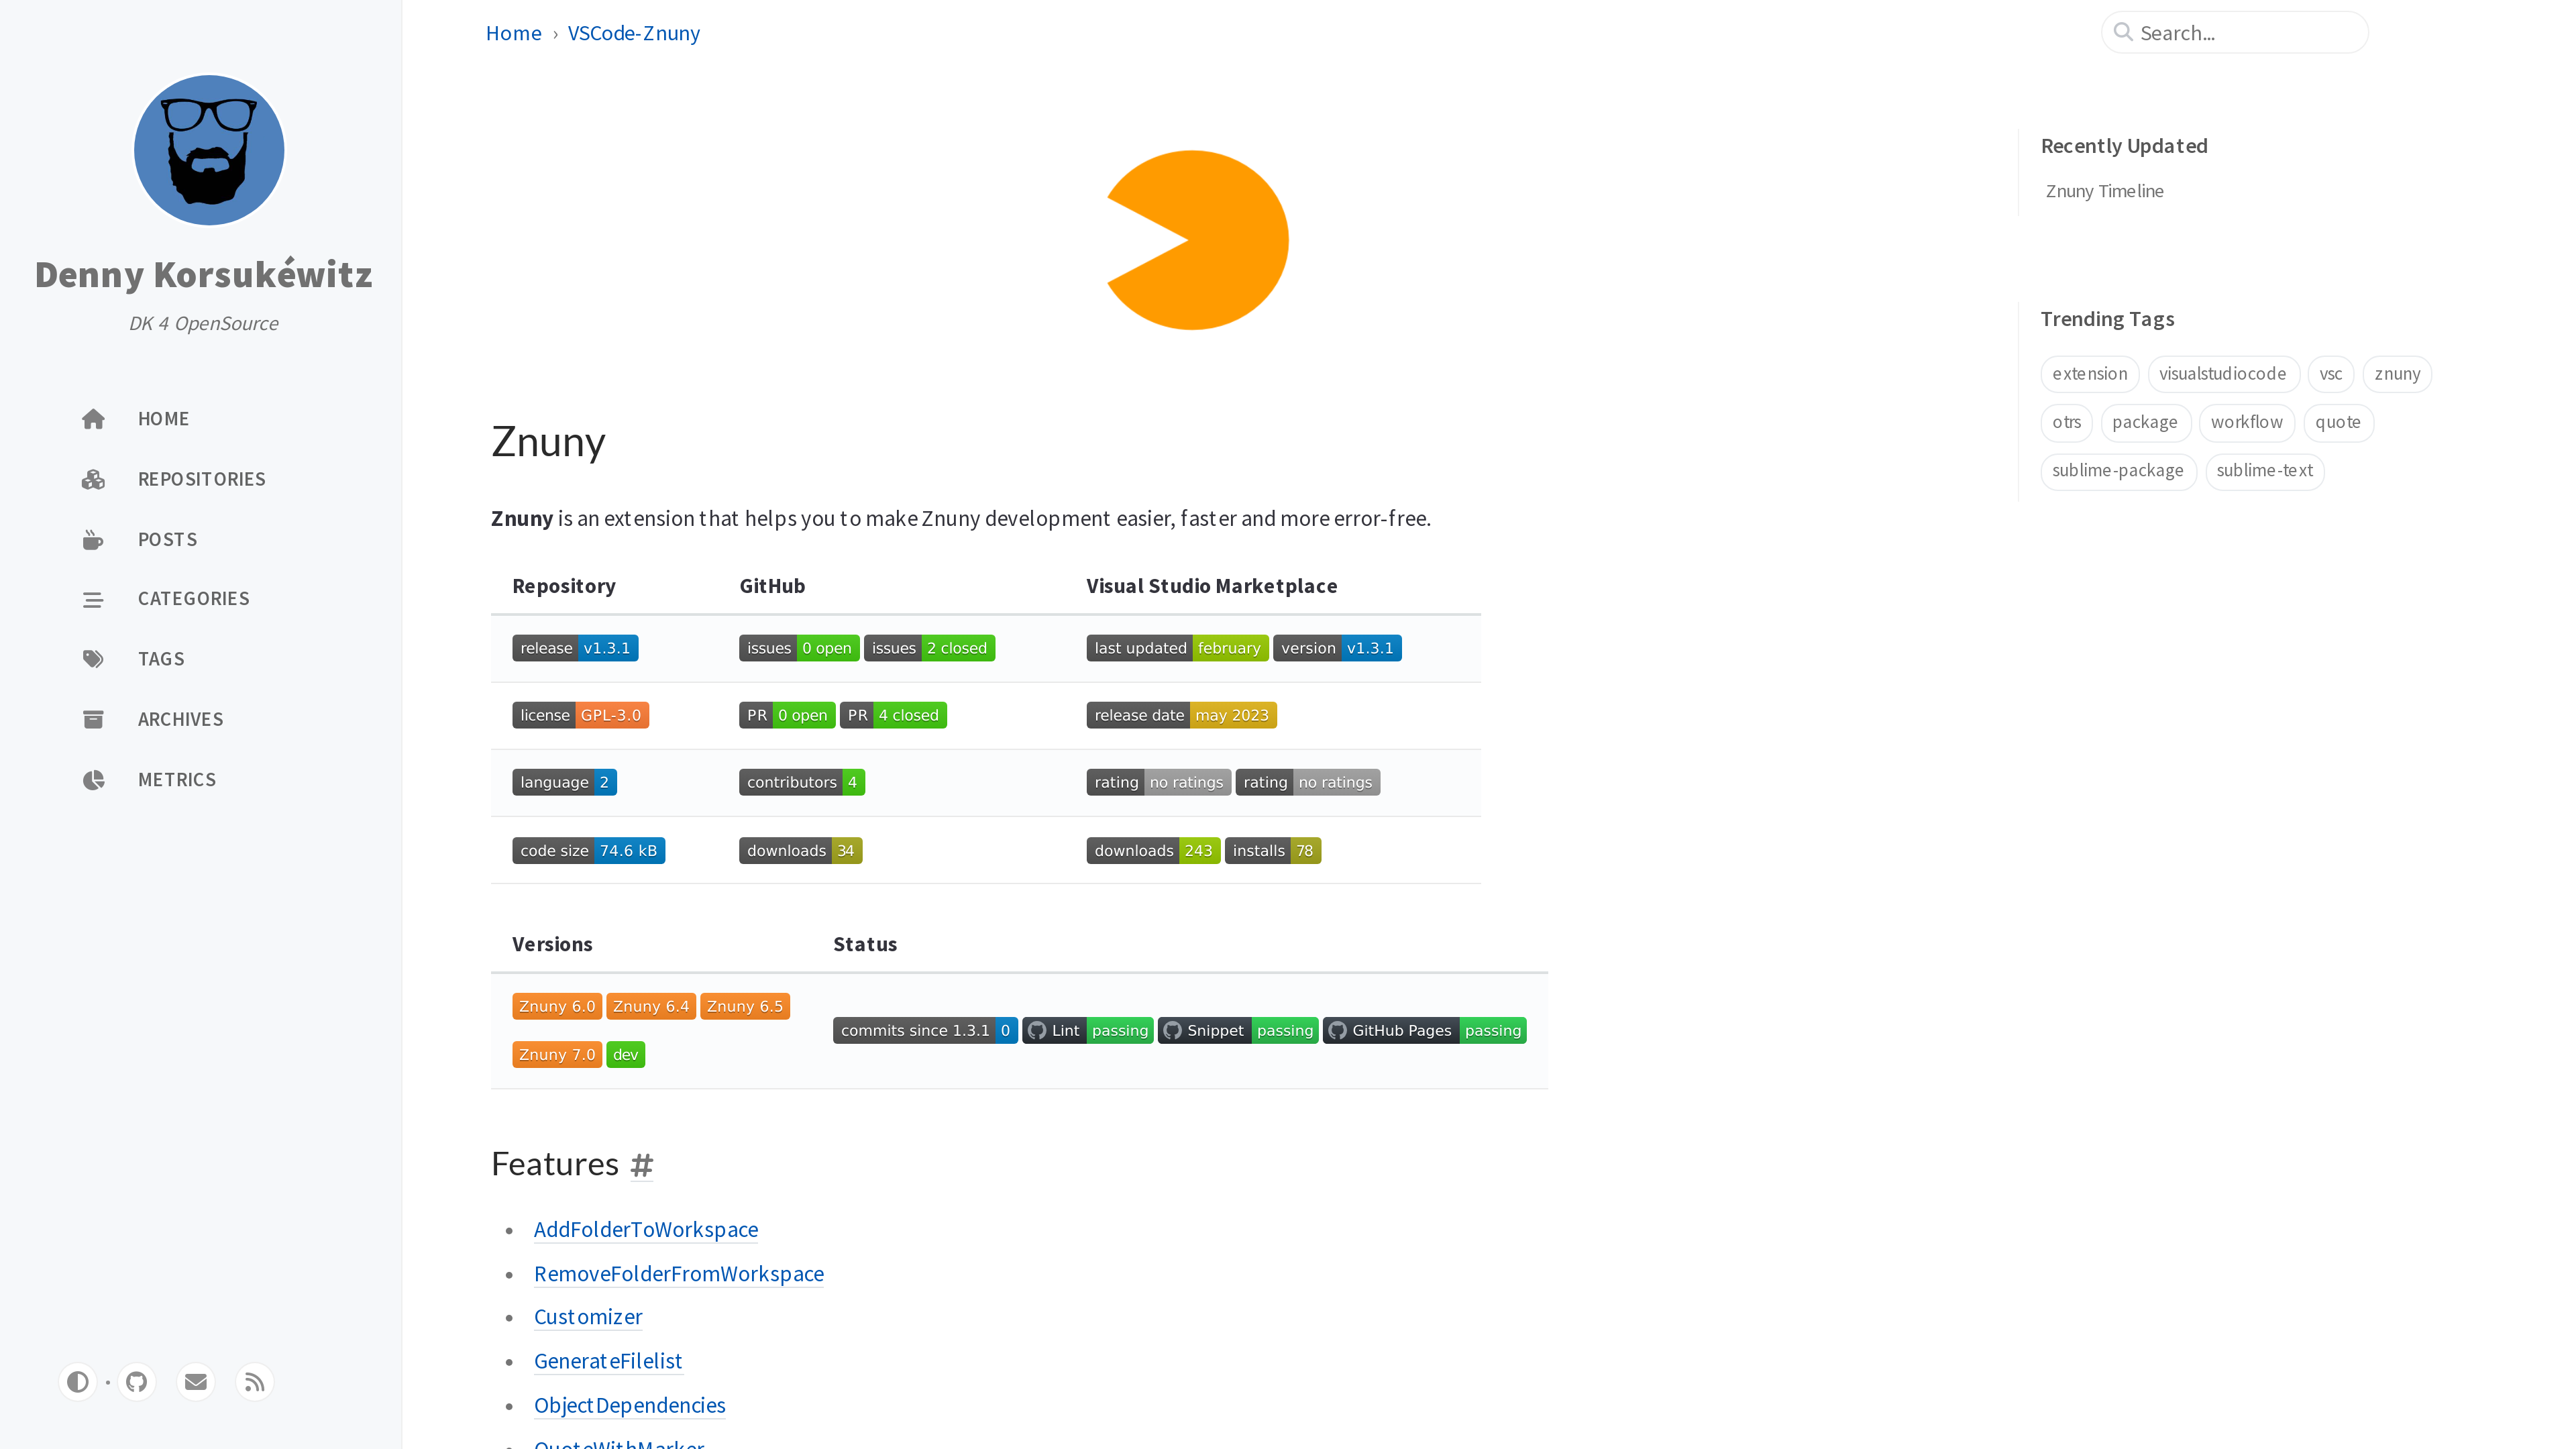 Denny Korsukéwitz
DK 4 OpenSource
HOME
REPOSITORIES
POSTS
CATEGORIES
TAGS
ARCHIVES
METRICS
Home › VSCode-Znuny
Search...
Znuny
Znuny is an extension that helps you to make Znuny development easier, faster and more error-free.
Repository GitHub Visual Studio Marketplace
release v1.3.1 issues 0 open issues 2 closed last updated february version v1.3.1
license GPL-3.0 PR 0 open PR 4 closed release date may 2023
language 2 contributors 4 rating no ratings rating no ratings
code size 74.6 kB downloads 34 downloads 243 installs 78
Versions Status
Znuny 6.0 Znuny 6.4 Znuny 6.5
Znuny 7.0 dev
commits since 1.3.1 0 Lint passing Snippet passing GitHub Pages passing
Features #
AddFolderToWorkspace
RemoveFolderFromWorkspace
Customizer
GenerateFilelist
ObjectDependencies
QuoteWithMarker
Recently Updated
Znuny Timeline
Trending Tags
extension visualstudiocode vsc znuny
otrs package workflow quote
sublime-package sublime-text